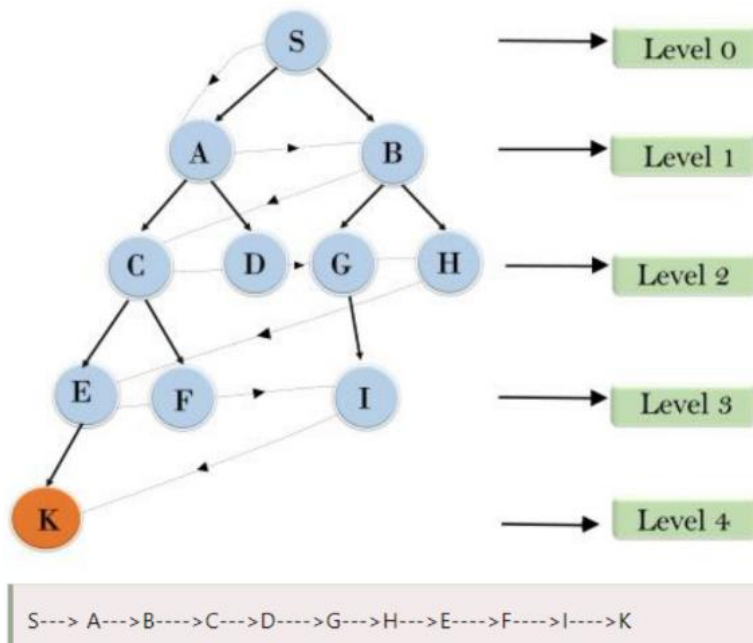 S
Level 0
A B
Level 1
C D G H
Level 2
E F I
Level 3
K
Level 4
S---> A--->B---->C--->D---->G--->H--->E---->F---->I---->K